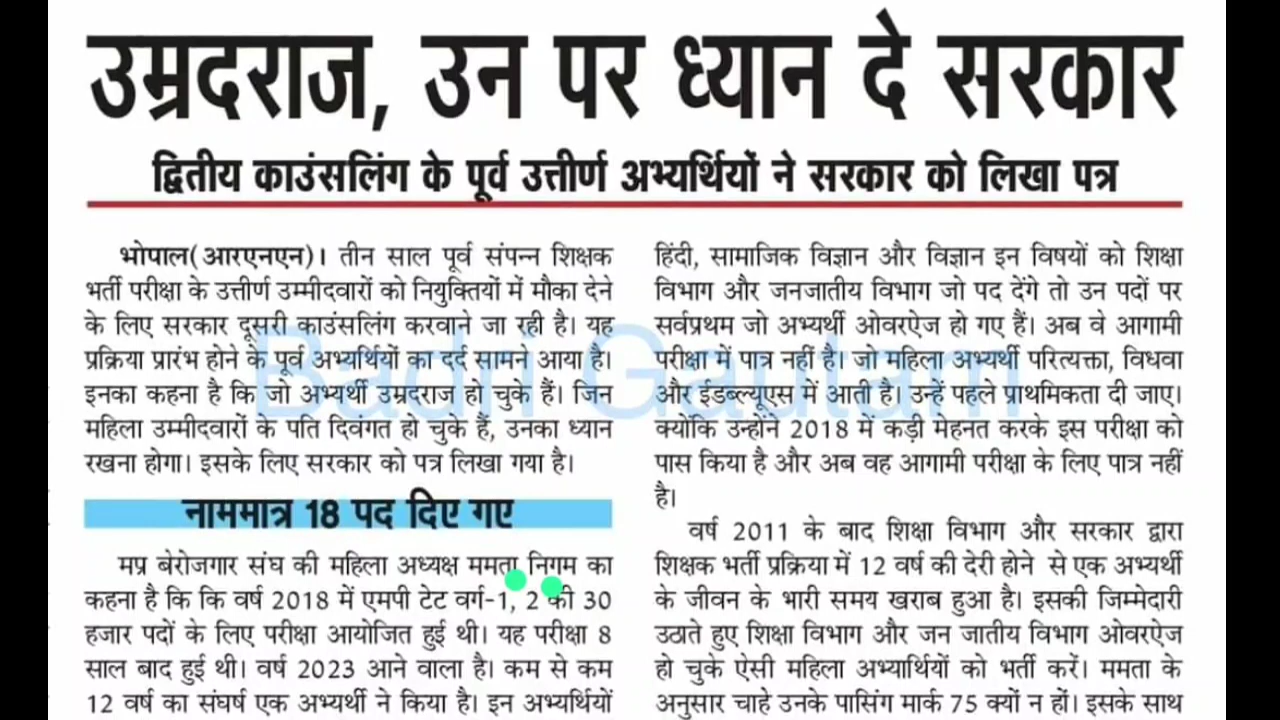 उम्रदराज, उन पर ध्यान दे सरकार
द्वितीय काउंसलिंग के पूर्व उत्तीर्ण अभ्यर्थियों ने सरकार को लिखा पत्र
भोपाल(आरएनएन)। तीन साल पूर्व संपन्न शिक्षक
भर्ती परीक्षा के उत्तीर्ण उम्मीदवारों को नियुक्तियों में मौका देने
के लिए सरकार दूसरी काउंसलिंग करवाने जा रही है। यह
प्रक्रिया प्रारंभ होने के पूर्व अभ्यर्थियों का दर्द सामने आया है।
इनका कहना है कि जो अभ्यर्थी उम्रदराज हो चुके हैं। जिन
महिला उम्मीदवारों के पति दिवंगत हो चुके हैं, उनका ध्यान
रखना होगा। इसके लिए सरकार को पत्र लिखा गया है।
नाममात्र 18 पद दिए गए
मप्र बेरोजगार संघ की महिला अध्यक्ष ममता निगम का
कहना है कि कि वर्ष 2018 में एमपी टेट वर्ग-1, 2 की 30
हजार पदों के लिए परीक्षा आयोजित हुई थी। यह परीक्षा 8
साल बाद हुई थी। वर्ष 2023 आने वाला है। कम से कम
12 वर्ष का संघर्ष एक अभ्यर्थी ने किया है। इन अभ्यर्थियों
हिंदी, सामाजिक विज्ञान और विज्ञान इन विषयों को शिक्षा
विभाग और जनजातीय विभाग जो पद देंगे तो उन पदों पर
सर्वप्रथम जो अभ्यर्थी ओवरऐज हो गए हैं। अब वे आगामी
परीक्षा में पात्र नहीं है। जो महिला अभ्यर्थी परित्यक्ता, विधवा
और ईडब्ल्यूएस में आती है। उन्हें पहले प्राथमिकता दी जाए।
क्योंकि उन्होंने 2018 में कड़ी मेहनत करके इस परीक्षा को
पास किया है और अब वह आगामी परीक्षा के लिए पात्र नहीं
है।
वर्ष 2011 के बाद शिक्षा विभाग और सरकार द्वारा
शिक्षक भर्ती प्रक्रिया में 12 वर्ष की देरी होने से एक अभ्यर्थी
के जीवन के भारी समय खराब हुआ है। इसकी जिम्मेदारी
उठाते हुए शिक्षा विभाग और जन जातीय विभाग ओवरऐज
हो चुके ऐसी महिला अभ्यार्थियों को भर्ती करें। ममता के
अनुसार चाहे उनके पासिंग मार्क 75 क्यों न हों। इसके साथ
Badri Gautam